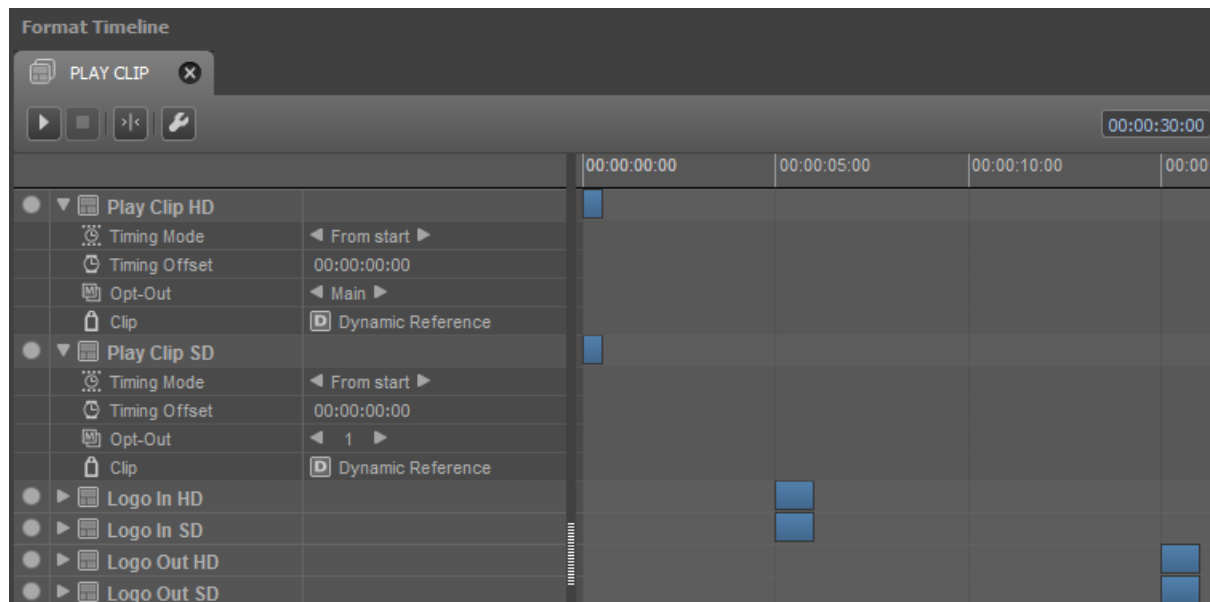 Format Timeline
PLAY CLIP
00:00:30:00
00:00:00:00 00:00:05:00 00:00:10:00 00:00
Play Clip HD
Timing Mode From start
Timing Offset 00:00:00:00
Opt-Out Main
Clip D Dynamic Reference
Play Clip SD
Timing Mode From start
Timing Offset 00:00:00:00
Opt-Out 1
Clip D Dynamic Reference
Logo In HD
Logo In SD
Logo Out HD
Logo Out SD